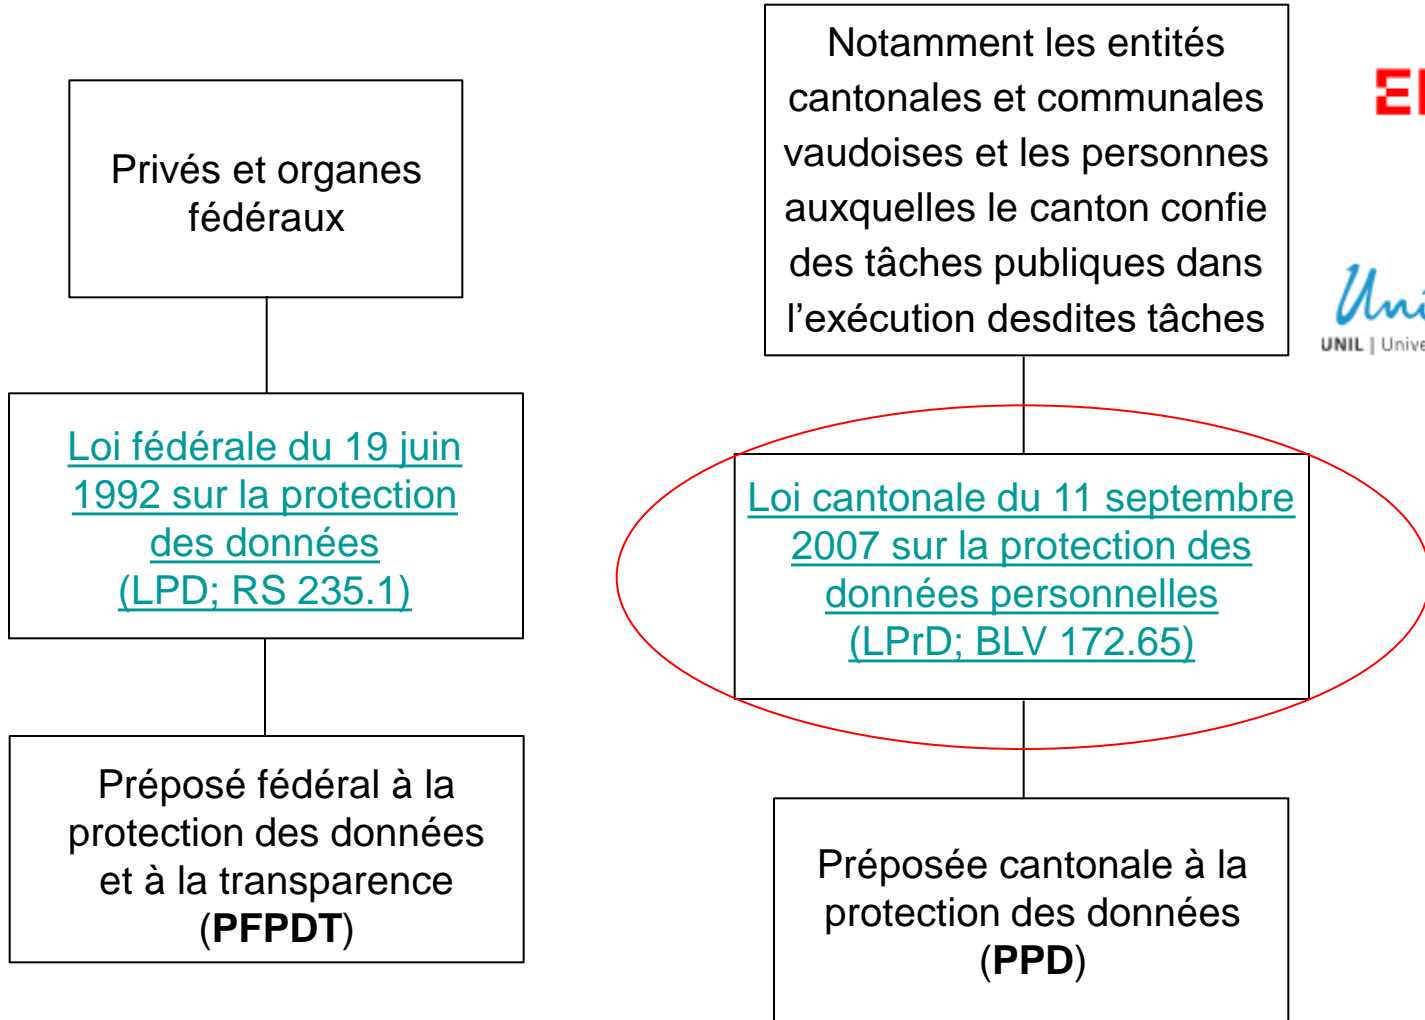 Privés et organes
fédéraux
Loi fédérale du 19 juin
1992 sur la protection
des données
(LPD; RS 235.1)
Préposé fédéral à la
protection des données
et à la transparence
(PFPDT)
Notamment les entités
cantonales et communales
vaudoises et les personnes
auxquelles le canton confie
des tâches publiques dans
l’exécution desdites tâches
Loi cantonale du 11 septembre
2007 sur la protection des
données personnelles
(LPrD; BLV 172.65)
Préposée cantonale à la
protection des données
(PPD)
UNIL |